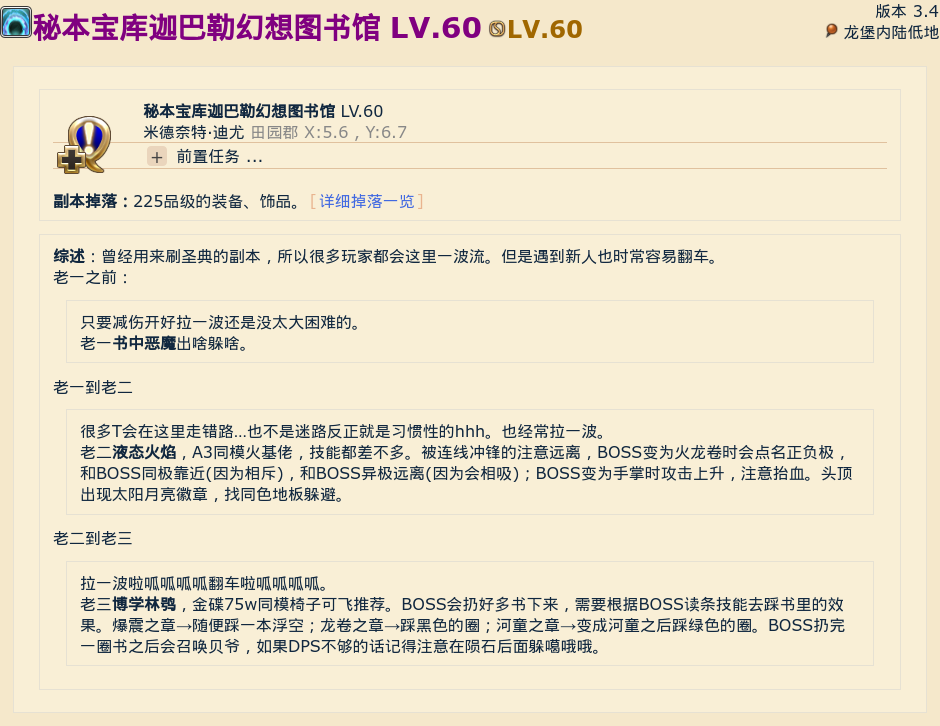 秘本宝库迦巴勒幻想图书馆 LV.60 LV.60
版本 3.4
龙堡内陆低地
秘本宝库迦巴勒幻想图书馆 LV.60
米德奈特·迪尤 田园郡 X:5.6 , Y:6.7
+ 前置任务 ...
副本掉落：225品级的装备、饰品。［详细掉落一览］
综述：曾经用来刷圣典的副本，所以很多玩家都会这里一波流。但是遇到新人也时常容易翻车。
老一之前：
只要减伤开好拉一波还是没太大困难的。
老一书中恶魔出啥躲啥。
老一到老二
很多T会在这里走错路...也不是迷路反正就是习惯性的hhh。也经常拉一波。
老二液态火焰，A3同模火基佬，技能都差不多。被连线冲锋的注意远离，BOSS变为火龙卷时会点名正负极，
和BOSS同极靠近(因为相斥)，和BOSS异极远离(因为会相吸)；BOSS变为手掌时攻击上升，注意抬血。头顶
出现太阳月亮徽章，找同色地板躲避。
老二到老三
拉一波啦呱呱呱呱翻车啦呱呱呱呱。
老三博学林鸮，金碟75w同模椅子可飞推荐。BOSS会扔好多书下来，需要根据BOSS读条技能去踩书里的效
果。爆震之章→随便踩一本浮空；龙卷之章→踩黑色的圈；河童之章→变成河童之后踩绿色的圈。BOSS扔完
一圈书之后会召唤贝爷，如果DPS不够的话记得注意在陨石后面躲噶哦哦。